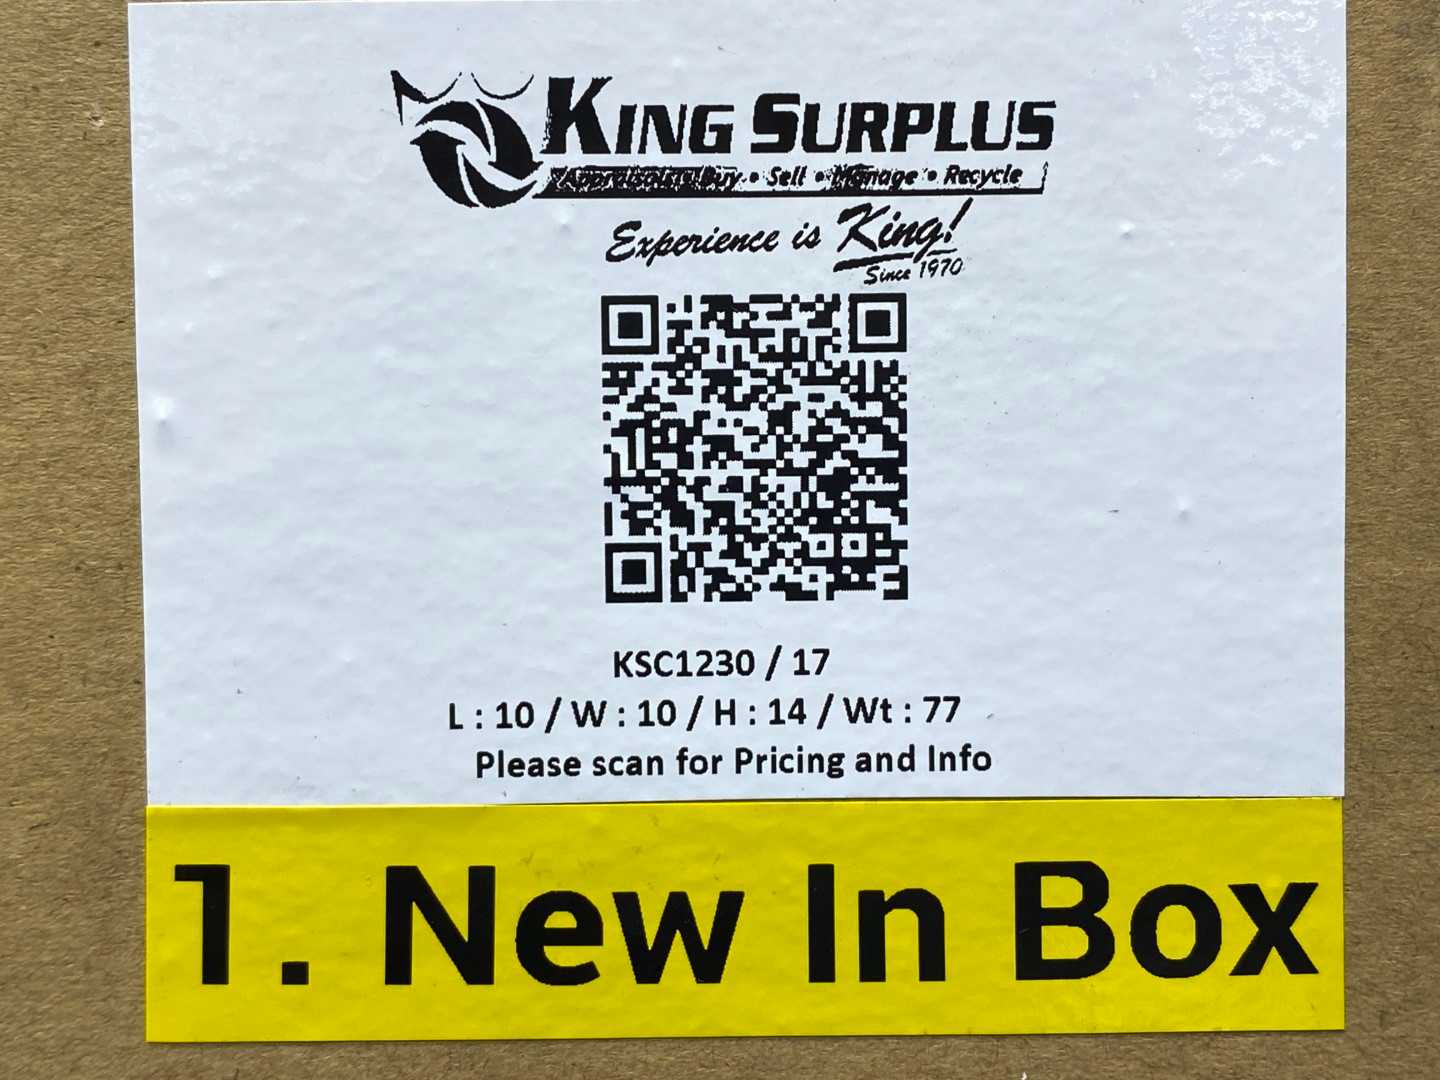 KING SURPLUS
Appraisals • Buy • Sell • Manage • Recycle
Experience is King!
Since 1970
KSC1230 / 17
L : 10 / W : 10 / H : 14 / Wt : 77
Please scan for Pricing and Info
1. New In Box